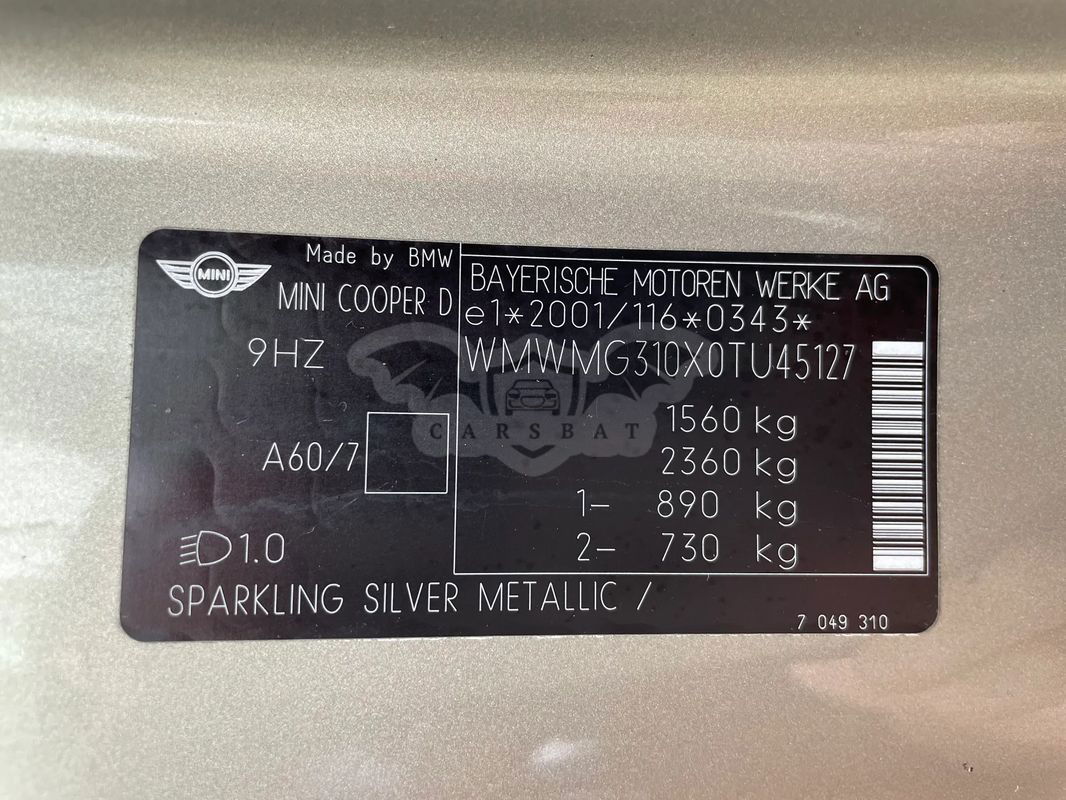 MINI
Made by BMW
MINI COOPER D
9HZ
A60/7
1.0
BAYERISCHE MOTOREN WERKE AG
e1*2001/116*0343*
WMWMG310X0TU45127
CARSBAT
1560 kg
2360 kg
1- 890 kg
2- 730 kg
SPARKLING SILVER METALLIC /
7 049 310